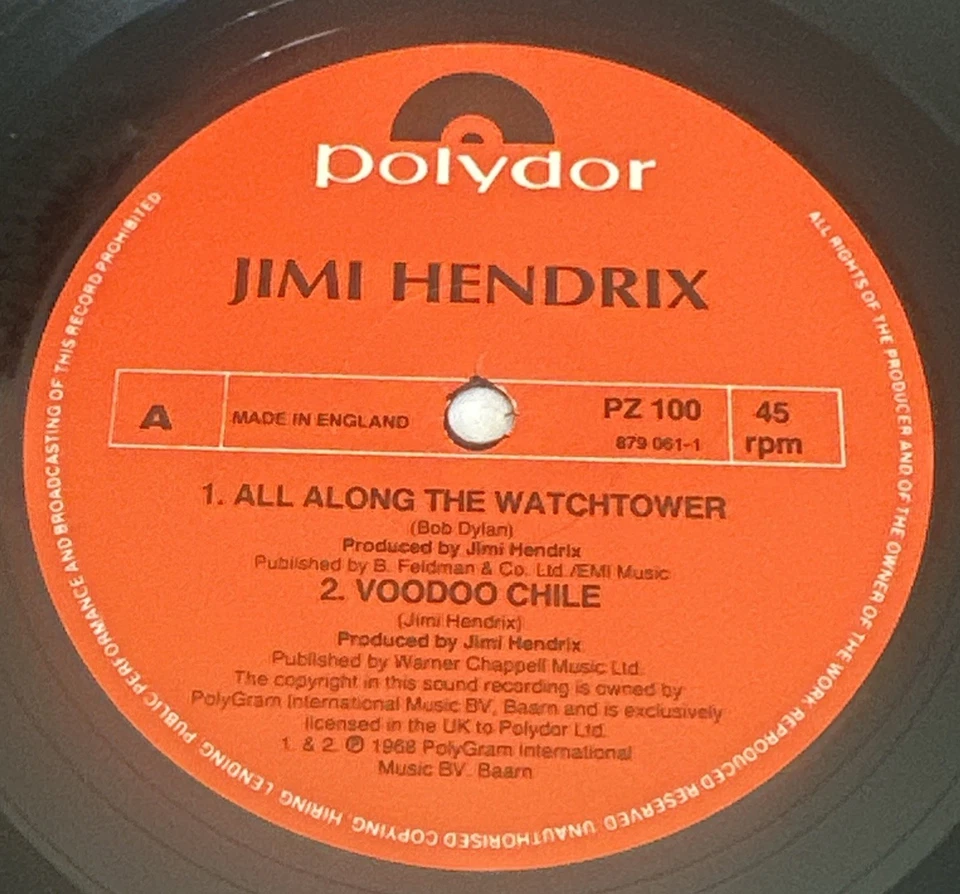 polydor
JIMI HENDRIX
A
MADE IN ENGLAND
PZ 100
879 061-1
45
rpm
1. ALL ALONG THE WATCHTOWER
(Bob Dylan)
Produced by Jimi Hendrix
Published by B. Feldman & Co. Ltd./EMI Music
2. VOODOO CHILE
(Jimi Hendrix)
Produced by Jimi Hendrix
Published by Warner Chappell Music Ltd.
The copyright in this sound recording is owned by
PolyGram International Music BV, Baarn and is exclusively
licensed in the UK to Polydor Ltd.
1. & 2. ℗ 1968 PolyGram International
Music BV. Baarn
ALL RIGHTS OF THE PRODUCER AND OF THE OWNER OF THE WORK REPRODUCED RESERVED UNAUTHORISED COPYING HIRING LENDING PUBLIC PERFORMANCE AND BROADCASTING OF THIS RECORD PROHIBITED